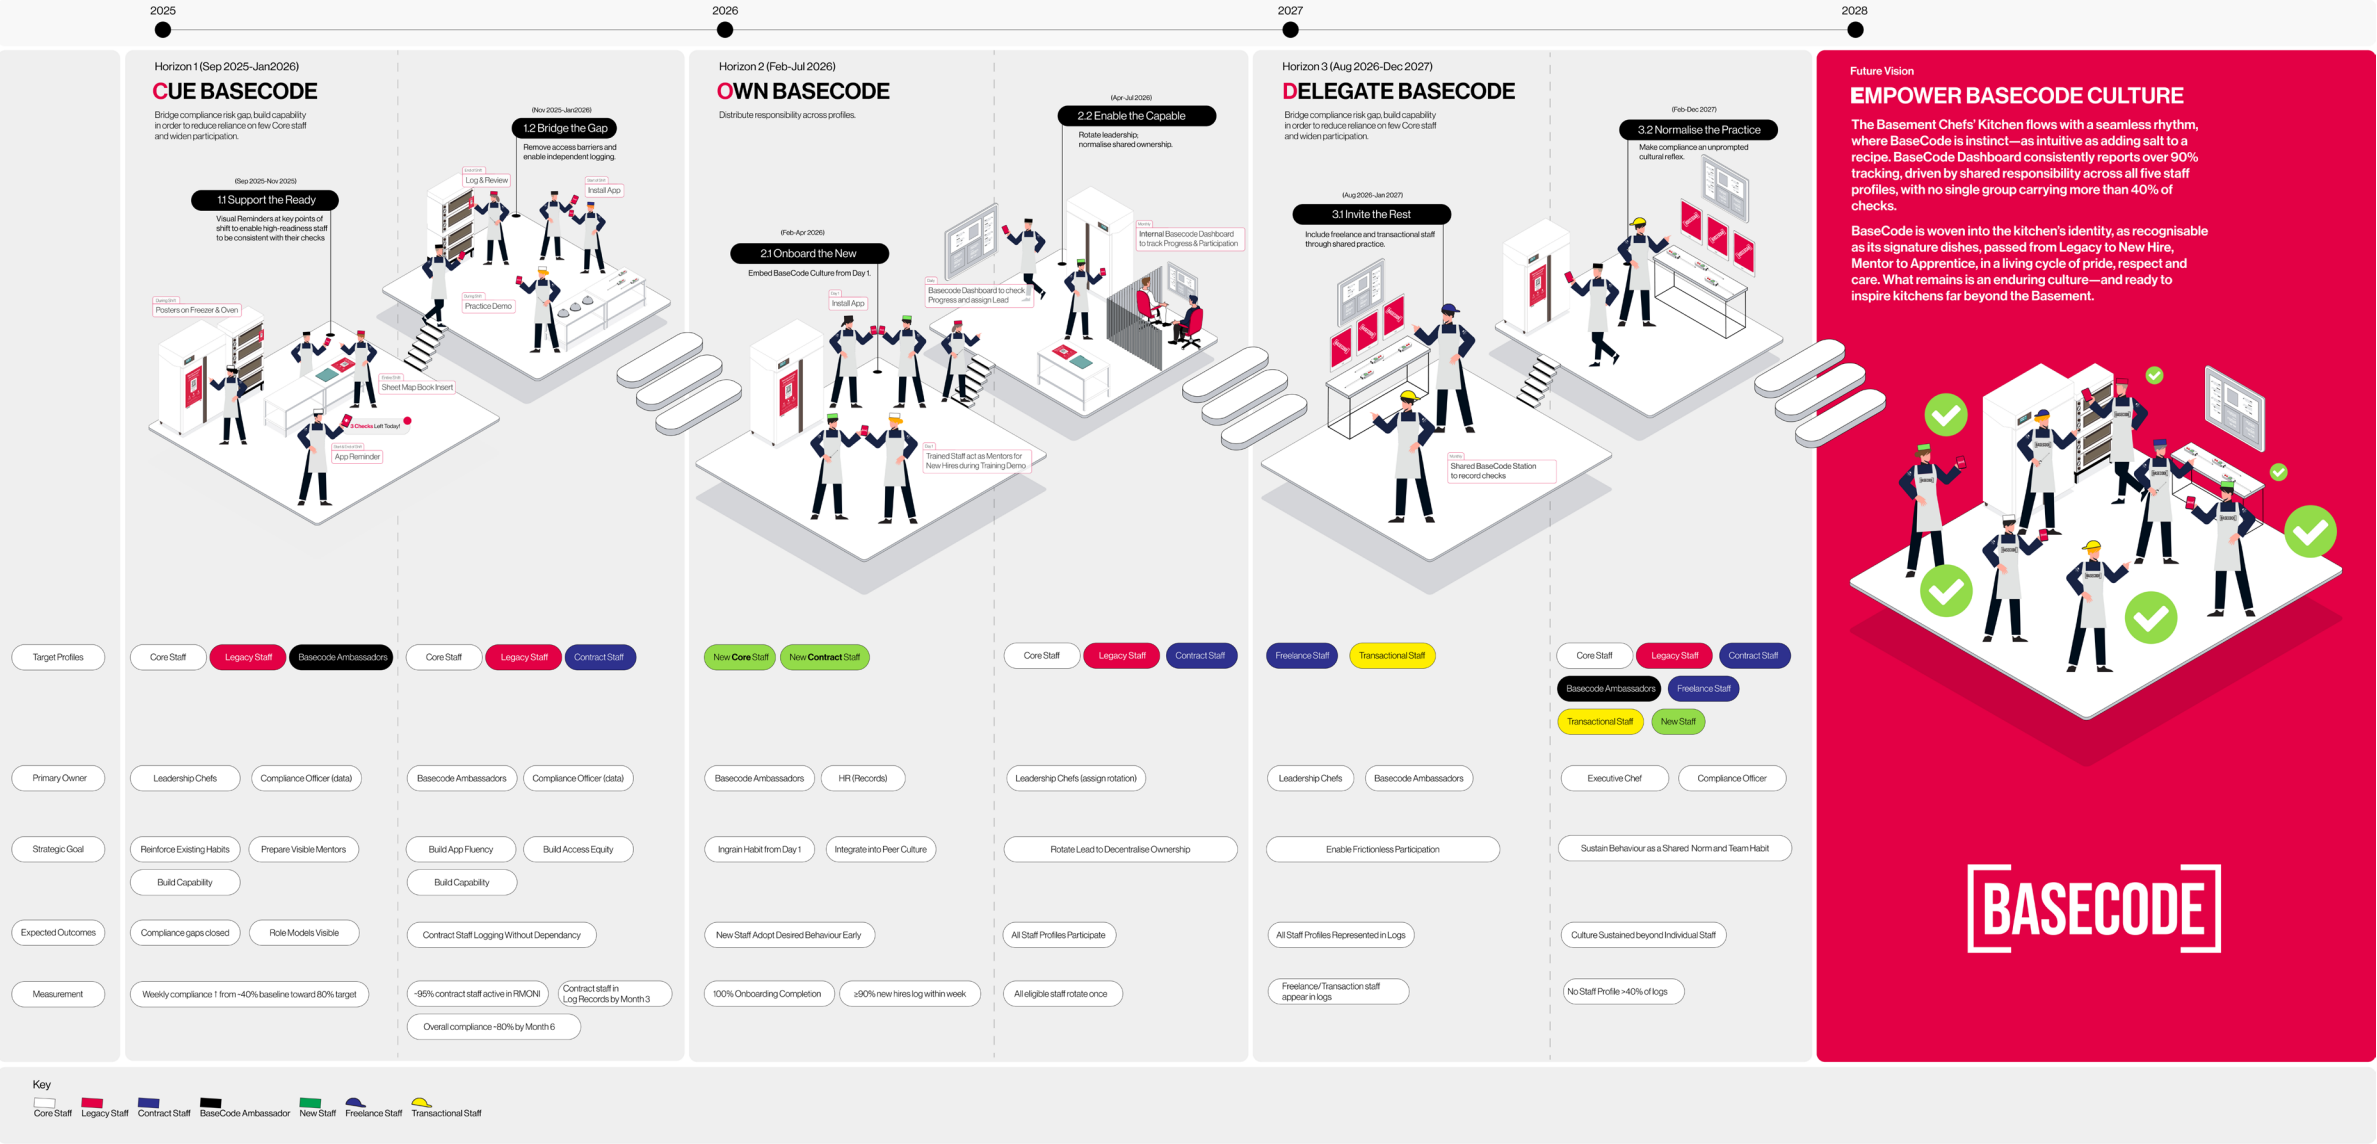 2025
2026
2027
2028
Horizon 1 (Sep 2025-Jan2026)
CUE BASECODE
Bridge compliance risk gap, build capability
in order to reduce reliance on few Core staff
and widen participation.
(Sep 2025-Nov 2025)
1.1 Support the Ready
Visual Reminders at key points of
shift to enable high-readiness staff
to be consistent with their checks
During Shift
Posters on Freezer & Oven
Sheet Map Book Insert
3 Checks Left Today!
App Reminder
(Nov 2025-Jan2026)
1.2 Bridge the Gap
Remove access barriers and
enable independent logging.
Log & Review
Install App
During Shift
Practice Demo
Horizon 2 (Feb-Jul 2026)
OWN BASECODE
Distribute responsibility across profiles.
(Feb-Apr 2026)
2.1 Onboard the New
Embed BaseCode Culture from Day 1.
Day 1
Install App
Day 1
Trained Staff act as Mentors for
New Hires during Training Demo
(Apr-Jul 2026)
2.2 Enable the Capable
Rotate leadership;
normalise shared ownership.
Daily
Basecode Dashboard to check
Progress and assign Lead
Monthly
Internal Basecode Dashboard
to track Progress & Participation
Horizon 3 (Aug 2026-Dec 2027)
DELEGATE BASECODE
Bridge compliance risk gap, build capability
in order to reduce reliance on few Core staff
and widen participation.
(Aug 2026-Jan 2027)
3.1 Invite the Rest
Include freelance and transactional staff
through shared practice.
Monthly
Shared BaseCode Station
to record checks
(Feb-Dec 2027)
3.2 Normalise the Practice
Make compliance an unprompted
cultural reflex.
Future Vision
EMPOWER BASECODE CULTURE
The Basement Chefs' Kitchen flows with a seamless rhythm,
where BaseCode is instinct—as intuitive as adding salt to a
recipe. BaseCode Dashboard consistently reports over 90%
tracking, driven by shared responsibility across all five staff
profiles, with no single group carrying more than 40% of
checks.
BaseCode is woven into the kitchen's identity, as recognisable
as its signature dishes, passed from Legacy to New Hire,
Mentor to Apprentice, in a living cycle of pride, respect and
care. What remains is an enduring culture—and ready to
inspire kitchens far beyond the Basement.
[BASECODE]
Target Profiles
Core Staff
Legacy Staff
Basecode Ambassadors
Core Staff
Legacy Staff
Contract Staff
New Core Staff
New Contract Staff
Core Staff
Legacy Staff
Contract Staff
Freelance Staff
Transactional Staff
Core Staff
Legacy Staff
Contract Staff
Basecode Ambassadors
Freelance Staff
Transactional Staff
New Staff
Primary Owner
Leadership Chefs
Compliance Officer (data)
Basecode Ambassadors
Compliance Officer (data)
Basecode Ambassadors
HR (Records)
Leadership Chefs (assign rotation)
Leadership Chefs
Basecode Ambassadors
Executive Chef
Compliance Officer
Strategic Goal
Reinforce Existing Habits
Prepare Visible Mentors
Build Capability
Build App Fluency
Build Access Equity
Build Capability
Ingrain Habit from Day 1
Integrate into Peer Culture
Rotate Lead to Decentralise Ownership
Enable Frictionless Participation
Sustain Behaviour as a Shared Norm and Team Habit
Expected Outcomes
Compliance gaps closed
Role Models Visible
Contract Staff Logging Without Dependancy
New Staff Adopt Desired Behaviour Early
All Staff Profiles Participate
All Staff Profiles Represented in Logs
Culture Sustained beyond Individual Staff
Measurement
Weekly compliance ↑ from ~40% baseline toward 80% target
~95% contract staff active in RMONI
Contract staff in
Log Records by Month 3
Overall compliance ~80% by Month 6
100% Onboarding Completion
≥90% new hires log within week
All eligible staff rotate once
Freelance/Transaction staff
appear in logs
No Staff Profile >40% of logs
Key
Core Staff
Legacy Staff
Contract Staff
BaseCode Ambassador
New Staff
Freelance Staff
Transactional Staff